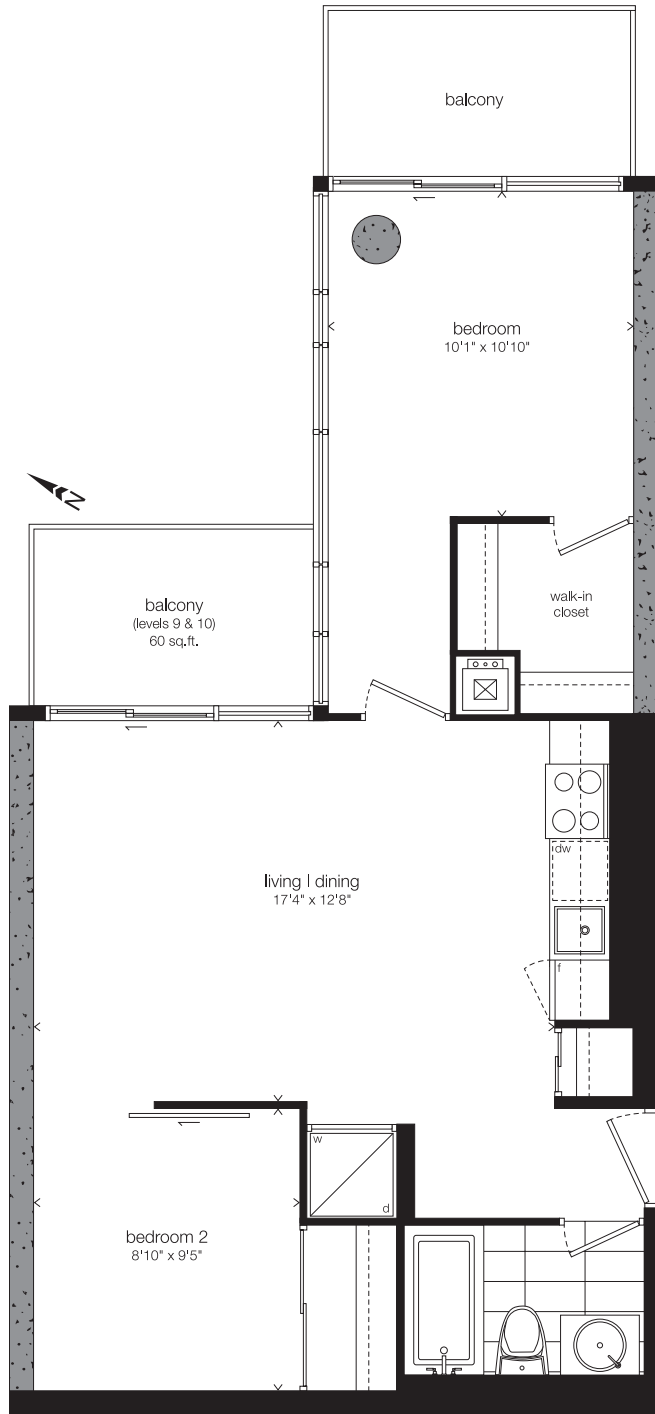 balcony
bedroom
10'1" x 10'10"
N
balcony
(levels 9 & 10)
60 sq.ft.
walk-in
closet
dw
living | dining
17'4" x 12'8"
f
w
d
bedroom 2
8'10" x 9'5"